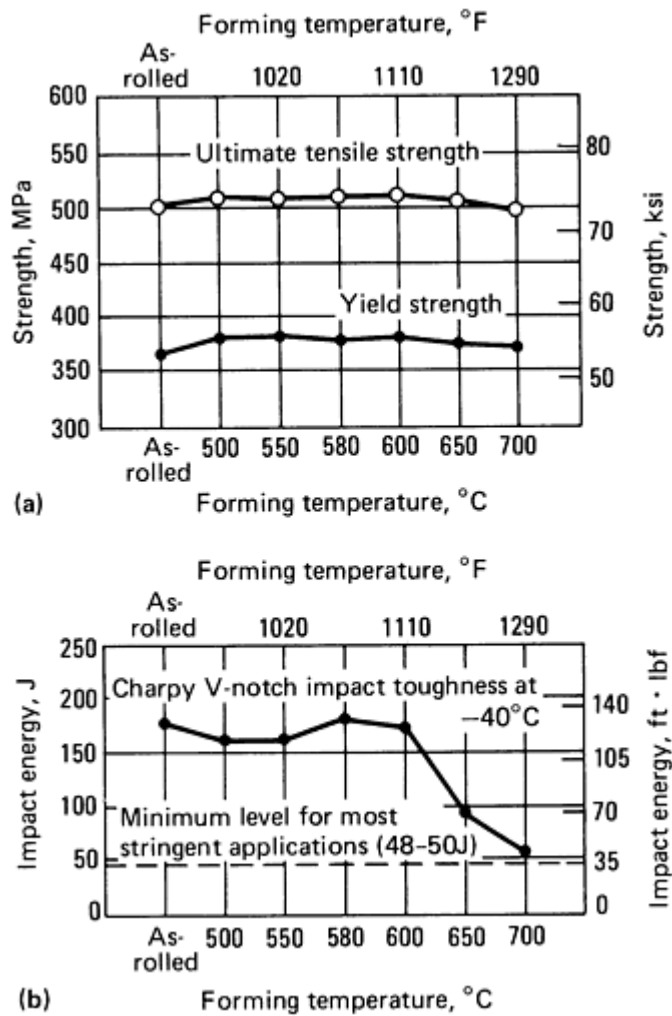 Forming temperature, °F
As-
rolled 1020 1110 1290
600
550
500
450
400
350
300
Strength, MPa
Ultimate tensile strength
Yield strength
80
70
60
50
Strength, ksi
As-
rolled 500 550 580 600 650 700
(a)
Forming temperature, °C
Forming temperature, °F
As-
rolled 1020 1110 1290
250
200
150
100
50
0
Impact energy, J
Charpy V-notch impact toughness at
−40°C
Minimum level for most
stringent applications (48–50J)
140
105
70
35
0
Impact energy, ft · lbf
As-
rolled 500 550 580 600 650 700
(b)
Forming temperature, °C